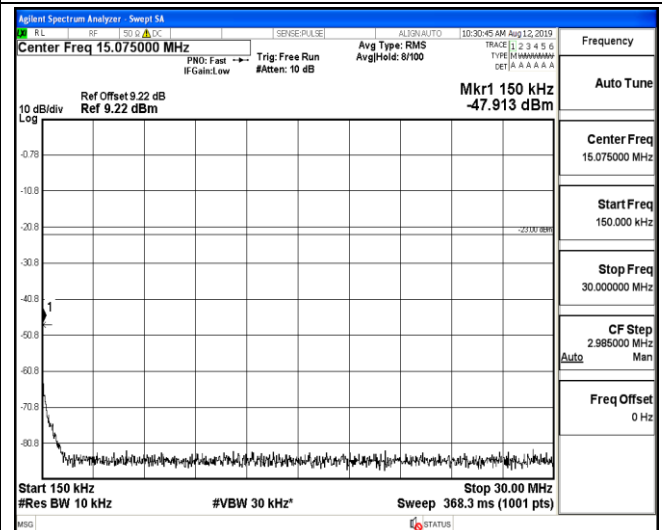 Agilent Spectrum Analyzer - Swept SA
RL RF 50 Ω DC SENSE:PULSE ALIGNAUTO 10:30:45 AM Aug 12, 2019
Center Freq 15.075000 MHz
PNO: Fast
IFGain:Low
Trig: Free Run
#Atten: 10 dB
Avg Type: RMS
Avg|Hold: 8/100
TRACE 1 2 3 4 5 6
TYPE M WWWWW
DET A A A A A A
Frequency
Auto Tune
Ref Offset 9.22 dB
10 dB/div Ref 9.22 dBm
Log
Mkr1 150 kHz
-47.913 dBm
-0.78
-10.8
-20.8
-23.00 dBm
-30.8
-40.8
1
-50.8
-60.8
-70.8
-80.8
Start 150 kHz
Stop 30.00 MHz
#Res BW 10 kHz #VBW 30 kHz* Sweep 368.3 ms (1001 pts)
Center Freq
15.075000 MHz
Start Freq
150.000 kHz
Stop Freq
30.000000 MHz
CF Step
2.985000 MHz
Auto Man
Freq Offset
0 Hz
MSG STATUS